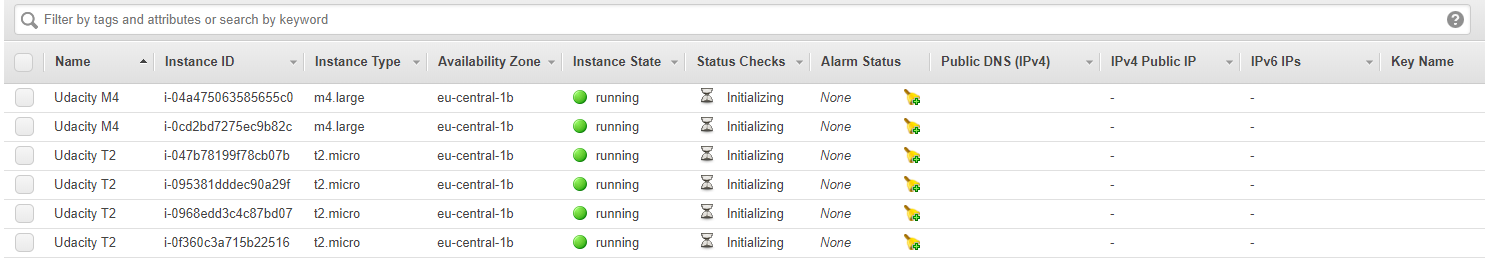 Filter by tags and attributes or search by keyword
Name Instance ID Instance Type Availability Zone Instance State Status Checks Alarm Status Public DNS (IPv4) IPv4 Public IP IPv6 IPs Key Name
Udacity M4 i-04a475063585655c0 m4.large eu-central-1b running Initializing None - -
Udacity M4 i-0cd2bd7275ec9b82c m4.large eu-central-1b running Initializing None - -
Udacity T2 i-047b78199f78cb07b t2.micro eu-central-1b running Initializing None - -
Udacity T2 i-095381dddec90a29f t2.micro eu-central-1b running Initializing None - -
Udacity T2 i-0968edd3c4c87bd07 t2.micro eu-central-1b running Initializing None - -
Udacity T2 i-0f360c3a715b22516 t2.micro eu-central-1b running Initializing None - -